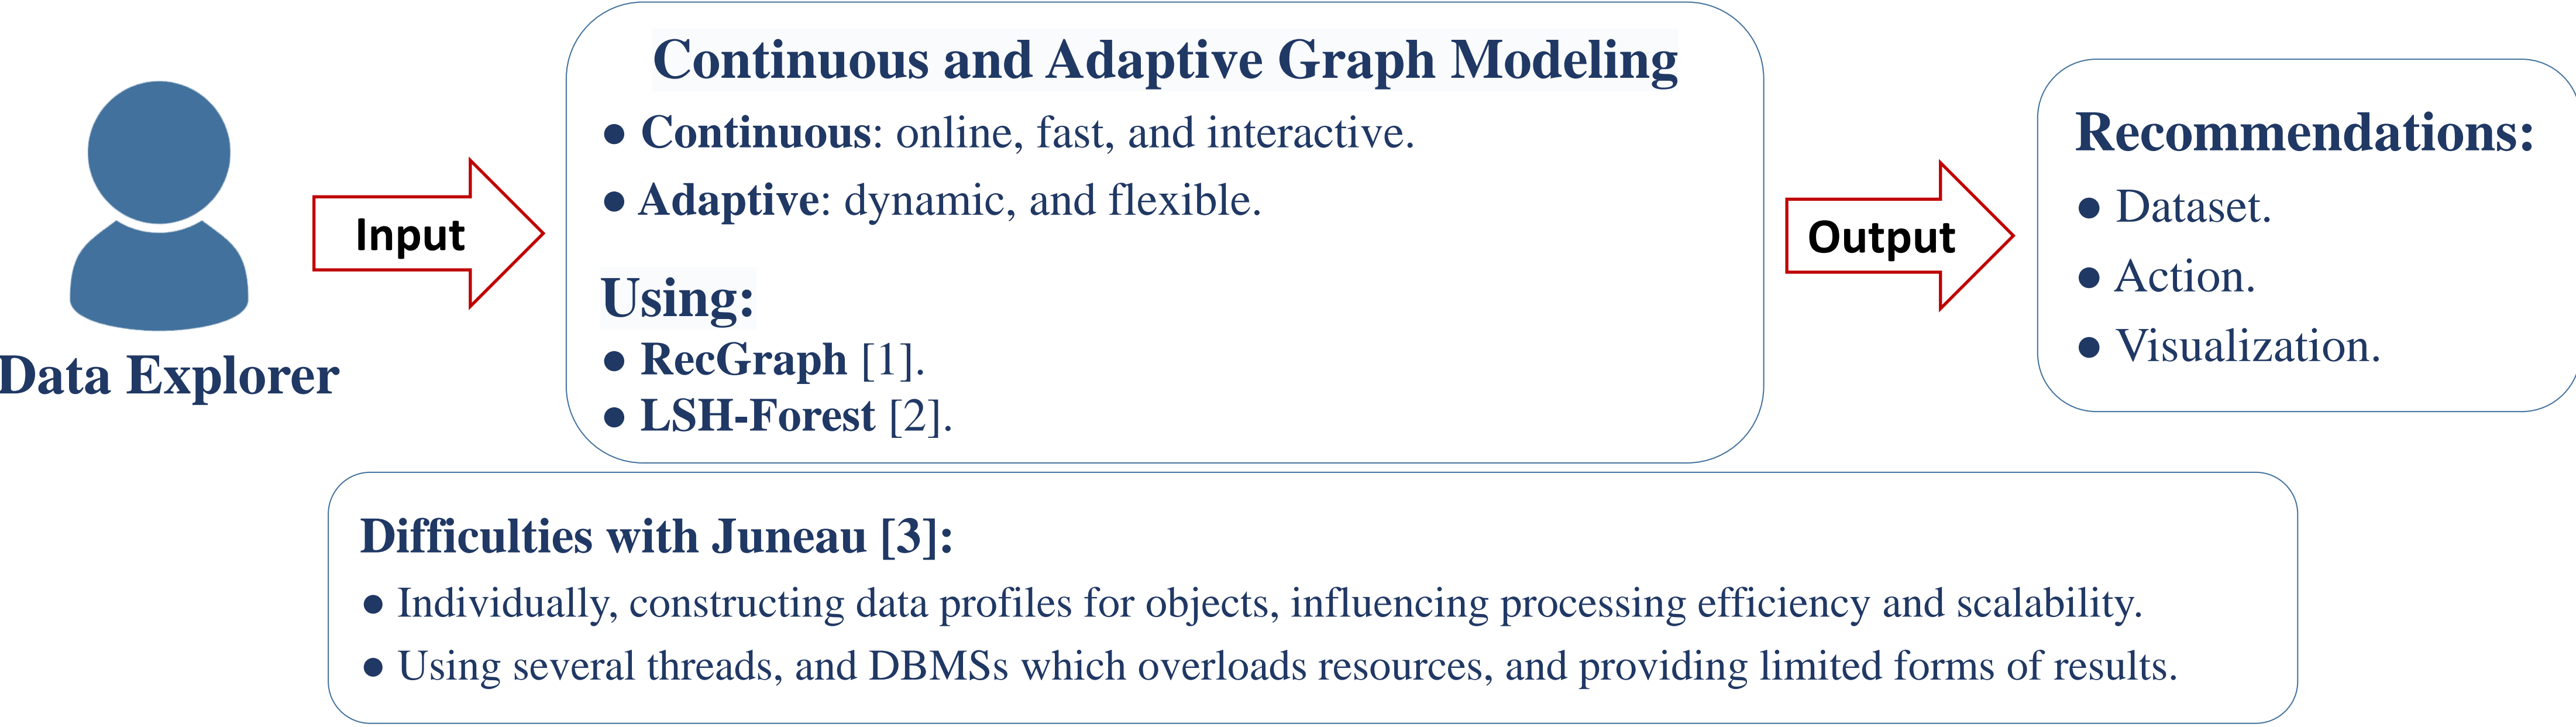 Data Explorer
Input
Continuous and Adaptive Graph Modeling
● Continuous: online, fast, and interactive.
● Adaptive: dynamic, and flexible.
Using:
● RecGraph [1].
● LSH-Forest [2].
Output
Recommendations:
● Dataset.
● Action.
● Visualization.
Difficulties with Juneau [3]:
● Individually, constructing data profiles for objects, influencing processing efficiency and scalability.
● Using several threads, and DBMSs which overloads resources, and providing limited forms of results.